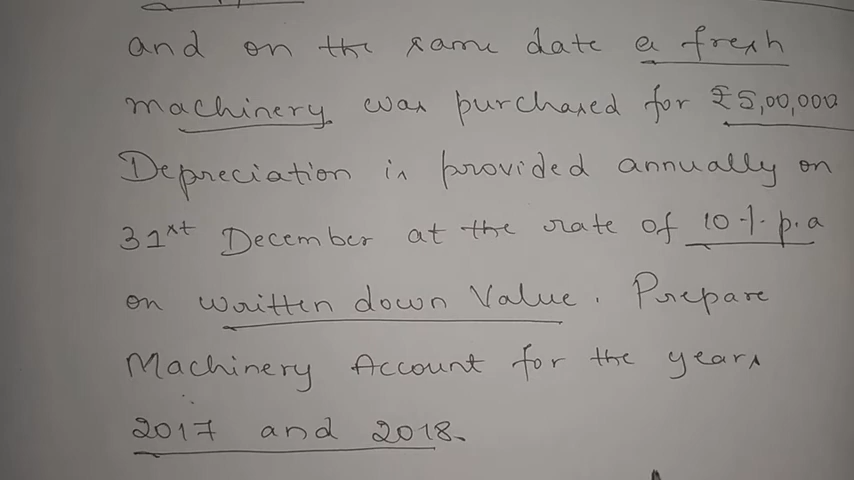 and on the same date a fresh
machinery was purchased for ₹5,00,000
Depreciation is provided annually on
31st December at the rate of 10% p.a
on written down Value. Prepare
Machinery Account for the years
2017 and 2018.